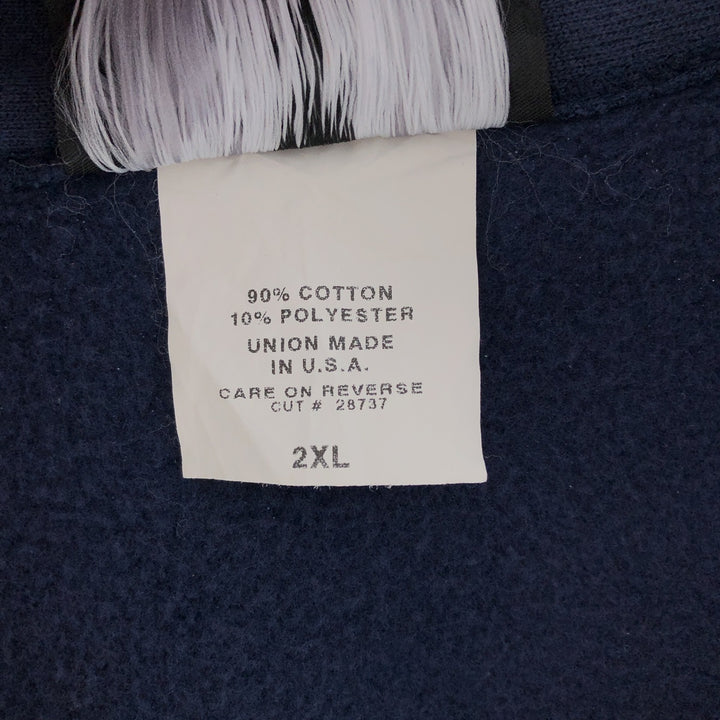 90% COTTON
10% POLYESTER
UNION MADE
IN U.S.A.
CARE ON REVERSE
CUT # 28737
2XL